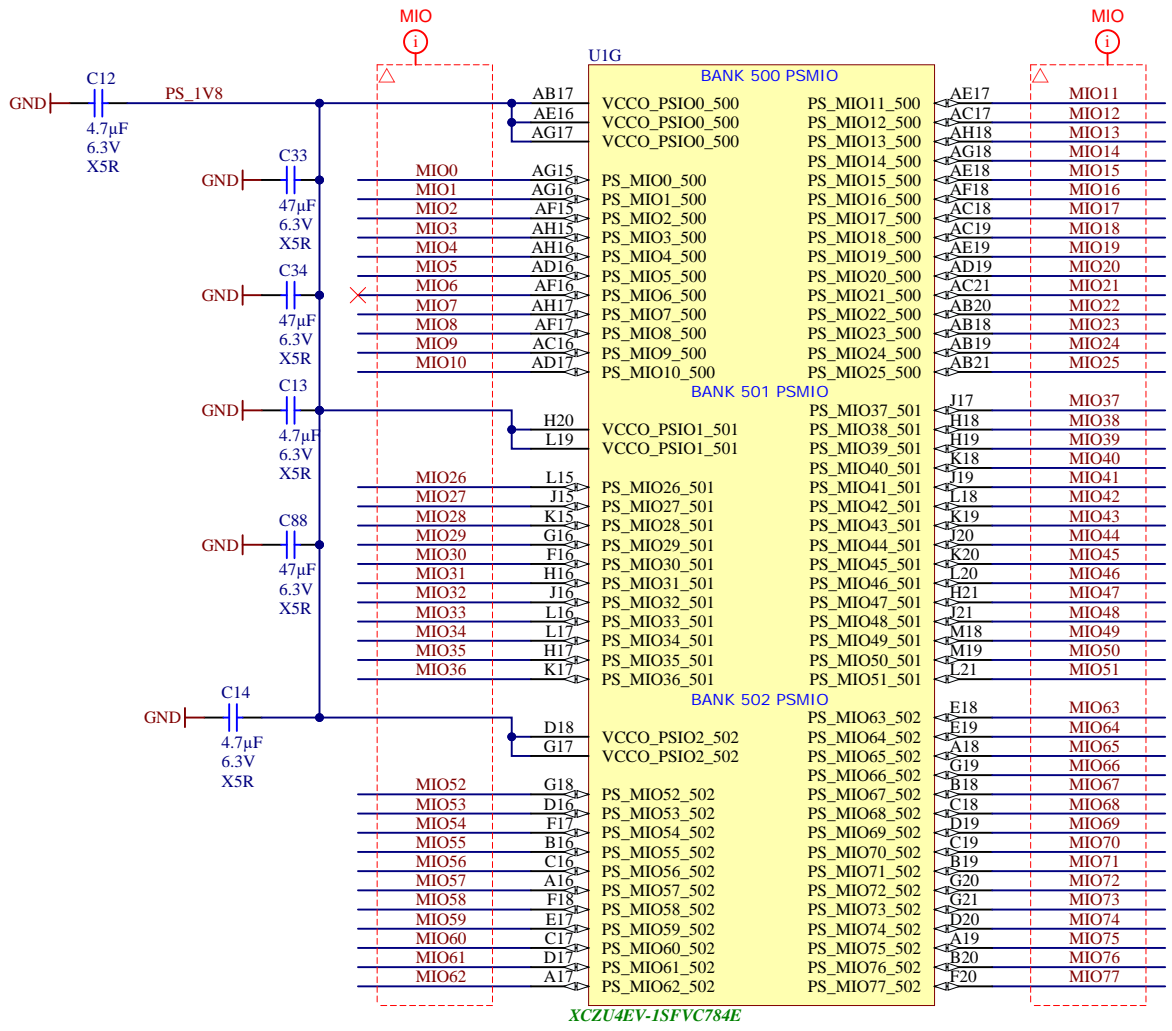 MIO
i
MIO
i
U1G
BANK 500 PSMIO
C12
GND
PS_1V8
4.7µF
6.3V
X5R
AB17 VCCO_PSIO0_500 PS_MIO11_500 AE17 MIO11
AE16 VCCO_PSIO0_500 PS_MIO12_500 AC17 MIO12
AG17 VCCO_PSIO0_500 PS_MIO13_500 AH18 MIO13
PS_MIO14_500 AG18 MIO14
C33
GND
47µF
6.3V
X5R
MIO0 AG15 PS_MIO0_500 PS_MIO15_500 AE18 MIO15
MIO1 AG16 PS_MIO1_500 PS_MIO16_500 AF18 MIO16
MIO2 AF15 PS_MIO2_500 PS_MIO17_500 AC18 MIO17
MIO3 AH15 PS_MIO3_500 PS_MIO18_500 AC19 MIO18
MIO4 AH16 PS_MIO4_500 PS_MIO19_500 AE19 MIO19
MIO5 AD16 PS_MIO5_500 PS_MIO20_500 AD19 MIO20
C34
GND
47µF
6.3V
X5R
MIO6 AF16 PS_MIO6_500 PS_MIO21_500 AC21 MIO21
MIO7 AH17 PS_MIO7_500 PS_MIO22_500 AB20 MIO22
MIO8 AF17 PS_MIO8_500 PS_MIO23_500 AB18 MIO23
MIO9 AC16 PS_MIO9_500 PS_MIO24_500 AB19 MIO24
MIO10 AD17 PS_MIO10_500 PS_MIO25_500 AB21 MIO25
BANK 501 PSMIO
C13
GND
4.7µF
6.3V
X5R
PS_MIO37_501 J17 MIO37
H20 VCCO_PSIO1_501 PS_MIO38_501 H18 MIO38
L19 VCCO_PSIO1_501 PS_MIO39_501 H19 MIO39
PS_MIO40_501 K18 MIO40
MIO26 L15 PS_MIO26_501 PS_MIO41_501 J19 MIO41
MIO27 J15 PS_MIO27_501 PS_MIO42_501 L18 MIO42
MIO28 K15 PS_MIO28_501 PS_MIO43_501 K19 MIO43
C88
GND
47µF
6.3V
X5R
MIO29 G16 PS_MIO29_501 PS_MIO44_501 J20 MIO44
MIO30 F16 PS_MIO30_501 PS_MIO45_501 K20 MIO45
MIO31 H16 PS_MIO31_501 PS_MIO46_501 L20 MIO46
MIO32 J16 PS_MIO32_501 PS_MIO47_501 H21 MIO47
MIO33 L16 PS_MIO33_501 PS_MIO48_501 J21 MIO48
MIO34 L17 PS_MIO34_501 PS_MIO49_501 M18 MIO49
MIO35 H17 PS_MIO35_501 PS_MIO50_501 M19 MIO50
MIO36 K17 PS_MIO36_501 PS_MIO51_501 L21 MIO51
BANK 502 PSMIO
C14
GND
4.7µF
6.3V
X5R
PS_MIO63_502 E18 MIO63
D18 VCCO_PSIO2_502 PS_MIO64_502 E19 MIO64
G17 VCCO_PSIO2_502 PS_MIO65_502 A18 MIO65
PS_MIO66_502 G19 MIO66
MIO52 G18 PS_MIO52_502 PS_MIO67_502 B18 MIO67
MIO53 D16 PS_MIO53_502 PS_MIO68_502 C18 MIO68
MIO54 F17 PS_MIO54_502 PS_MIO69_502 D19 MIO69
MIO55 B16 PS_MIO55_502 PS_MIO70_502 C19 MIO70
MIO56 C16 PS_MIO56_502 PS_MIO71_502 B19 MIO71
MIO57 A16 PS_MIO57_502 PS_MIO72_502 G20 MIO72
MIO58 F18 PS_MIO58_502 PS_MIO73_502 G21 MIO73
MIO59 E17 PS_MIO59_502 PS_MIO74_502 D20 MIO74
MIO60 C17 PS_MIO60_502 PS_MIO75_502 A19 MIO75
MIO61 D17 PS_MIO61_502 PS_MIO76_502 B20 MIO76
MIO62 A17 PS_MIO62_502 PS_MIO77_502 F20 MIO77
XCZU4EV-1SFVC784E